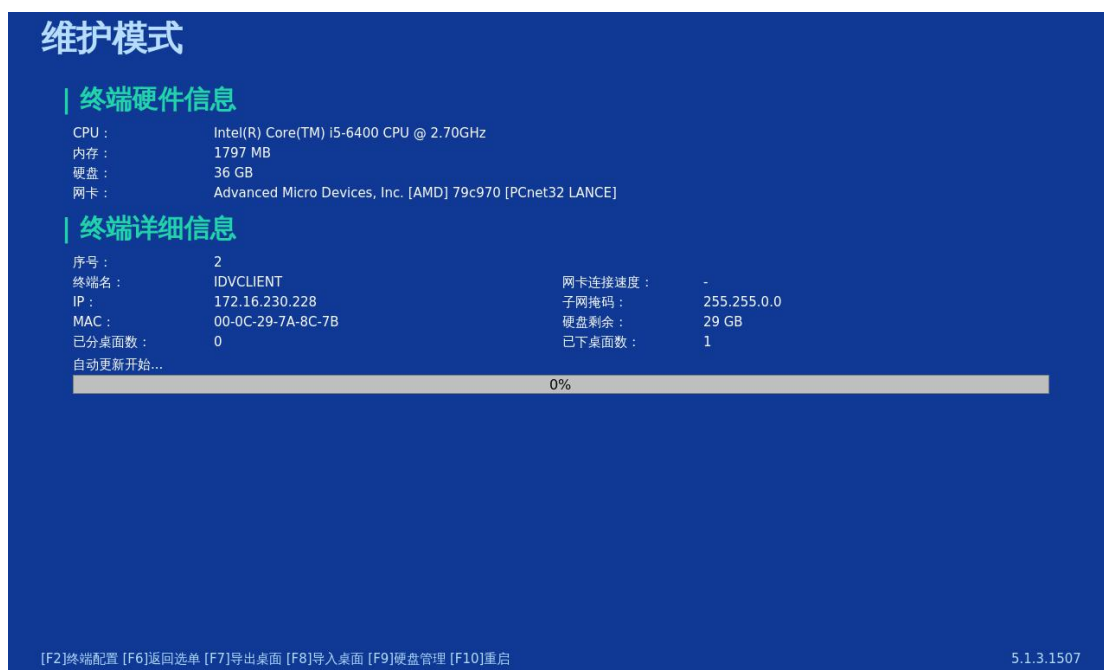 维护模式
| 终端硬件信息
CPU： Intel(R) Core(TM) i5-6400 CPU @ 2.70GHz
内存： 1797 MB
硬盘： 36 GB
网卡： Advanced Micro Devices, Inc. [AMD] 79c970 [PCnet32 LANCE]
| 终端详细信息
序号： 2
终端名： IDVCLIENT 网卡连接速度： -
IP： 172.16.230.228 子网掩码： 255.255.0.0
MAC： 00-0C-29-7A-8C-7B 硬盘剩余： 29 GB
已分桌面数： 0 已下桌面数： 1
自动更新开始...
0%
[F2]终端配置 [F6]返回选单 [F7]导出桌面 [F8]导入桌面 [F9]硬盘管理 [F10]重启 5.1.3.1507